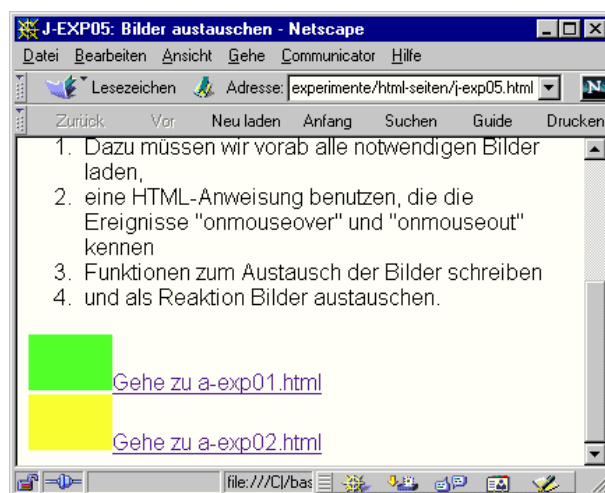 J-EXP05: Bilder austauschen - Netscape
Datei Bearbeiten Ansicht Gehe Communicator Hilfe
Lesezeichen Adresse: experimente/html-seiten/j-exp05.html N
Zurück Vor Neu laden Anfang Suchen Guide Drucken
1. Dazu müssen wir vorab alle notwendigen Bilder
laden,
2. eine HTML-Anweisung benutzen, die die
Ereignisse "onmouseover" und "onmouseout"
kennen
3. Funktionen zum Austausch der Bilder schreiben
4. und als Reaktion Bilder austauschen.
Gehe zu a-exp01.html
Gehe zu a-exp02.html
file:///C|/bas